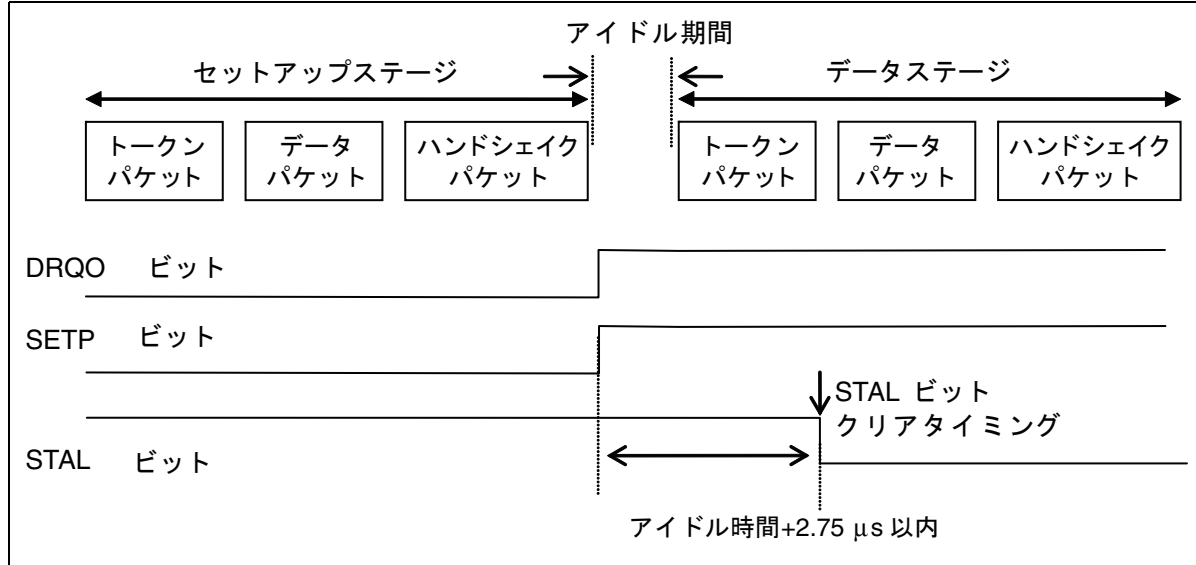 アイドル期間
セットアップステージ
データステージ
トークン
パケット
データ
パケット
ハンドシェイク
パケット
トークン
パケット
データ
パケット
ハンドシェイク
パケット
DRQO ビット
SETP ビット
STAL ビット
クリアタイミング
STAL ビット
アイドル時間+2.75 μs 以内